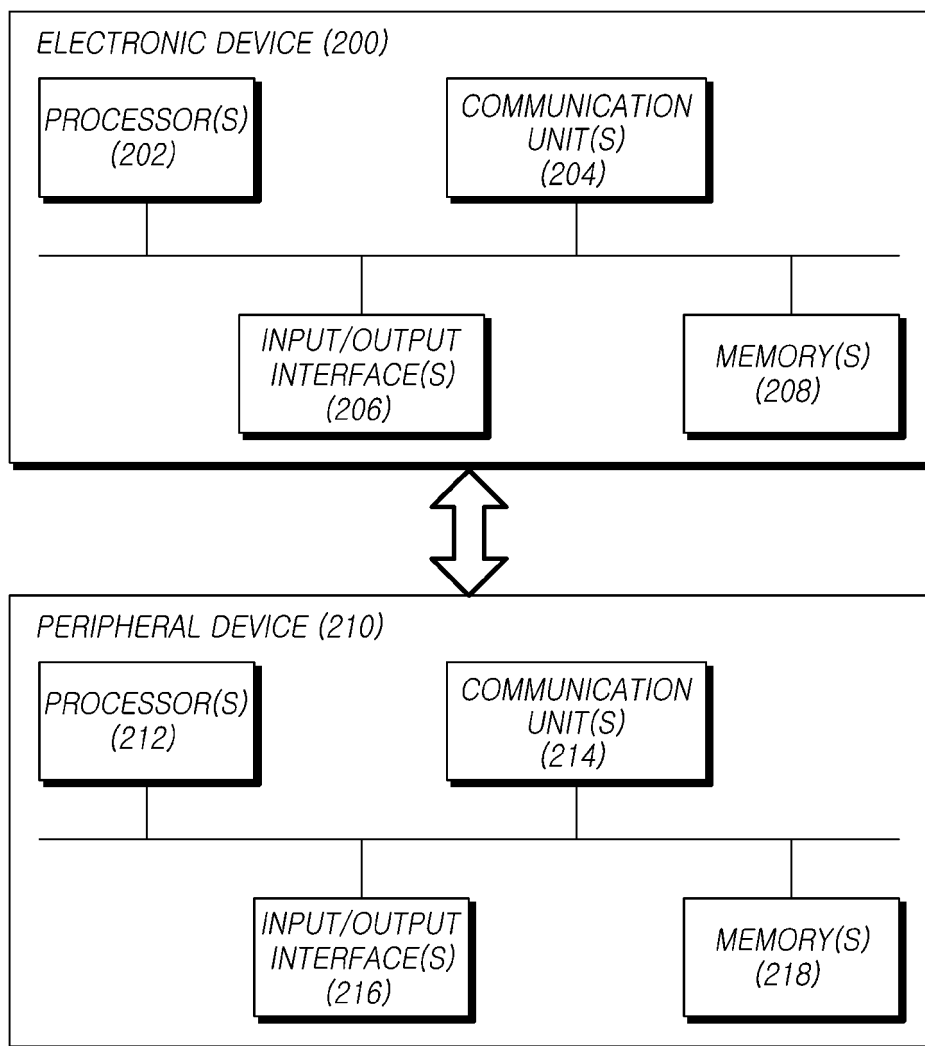 ELECTRONIC DEVICE (200)
PROCESSOR(S)
(202)
COMMUNICATION
UNIT(S)
(204)
INPUT/OUTPUT
INTERFACE(S)
(206)
MEMORY(S)
(208)
PERIPHERAL DEVICE (210)
PROCESSOR(S)
(212)
COMMUNICATION
UNIT(S)
(214)
INPUT/OUTPUT
INTERFACE(S)
(216)
MEMORY(S)
(218)